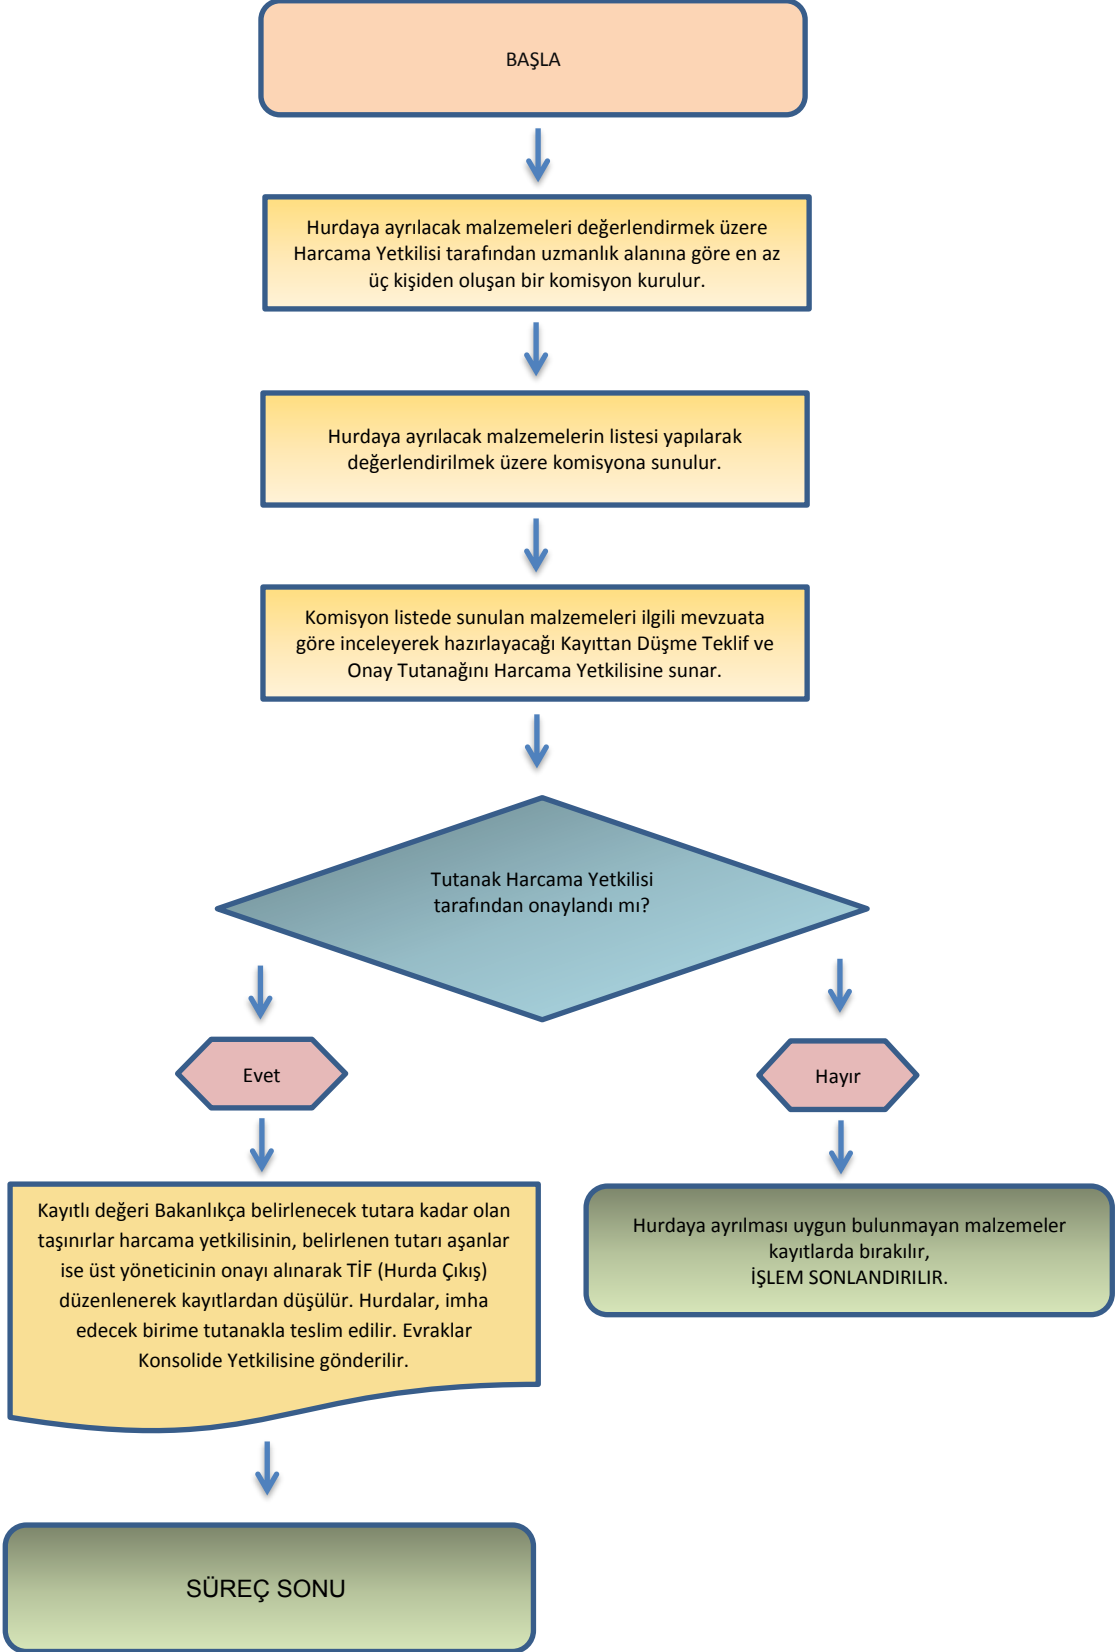 BAŞLA
Hurdaya ayrılacak malzemeleri değerlendirmek üzere
Harcama Yetkilisi tarafından uzmanlık alanına göre en az
üç kişiden oluşan bir komisyon kurulur.
Hurdaya ayrılacak malzemelerin listesi yapılarak
değerlendirilmek üzere komisyona sunulur.
Komisyon listede sunulan malzemeleri ilgili mevzuata
göre inceleyerek hazırlayacağı Kayıttan Düşme Teklif ve
Onay Tutanağını Harcama Yetkilisine sunar.
Tutanak Harcama Yetkilisi
tarafından onaylandı mı?
Evet
Hayır
Kayıtlı değeri Bakanlıkça belirlenecek tutara kadar olan
taşınırlar harcama yetkilisinin, belirlenen tutarı aşanlar
ise üst yöneticinin onayı alınarak TİF (Hurda Çıkış)
düzenlenerek kayıtlardan düşülür. Hurdalar, imha
edecek birime tutanakla teslim edilir. Evraklar
Konsolide Yetkilisine gönderilir.
Hurdaya ayrılması uygun bulunmayan malzemeler
kayıtlarda bırakılır,
İŞLEM SONLANDIRILIR.
SÜREÇ SONU